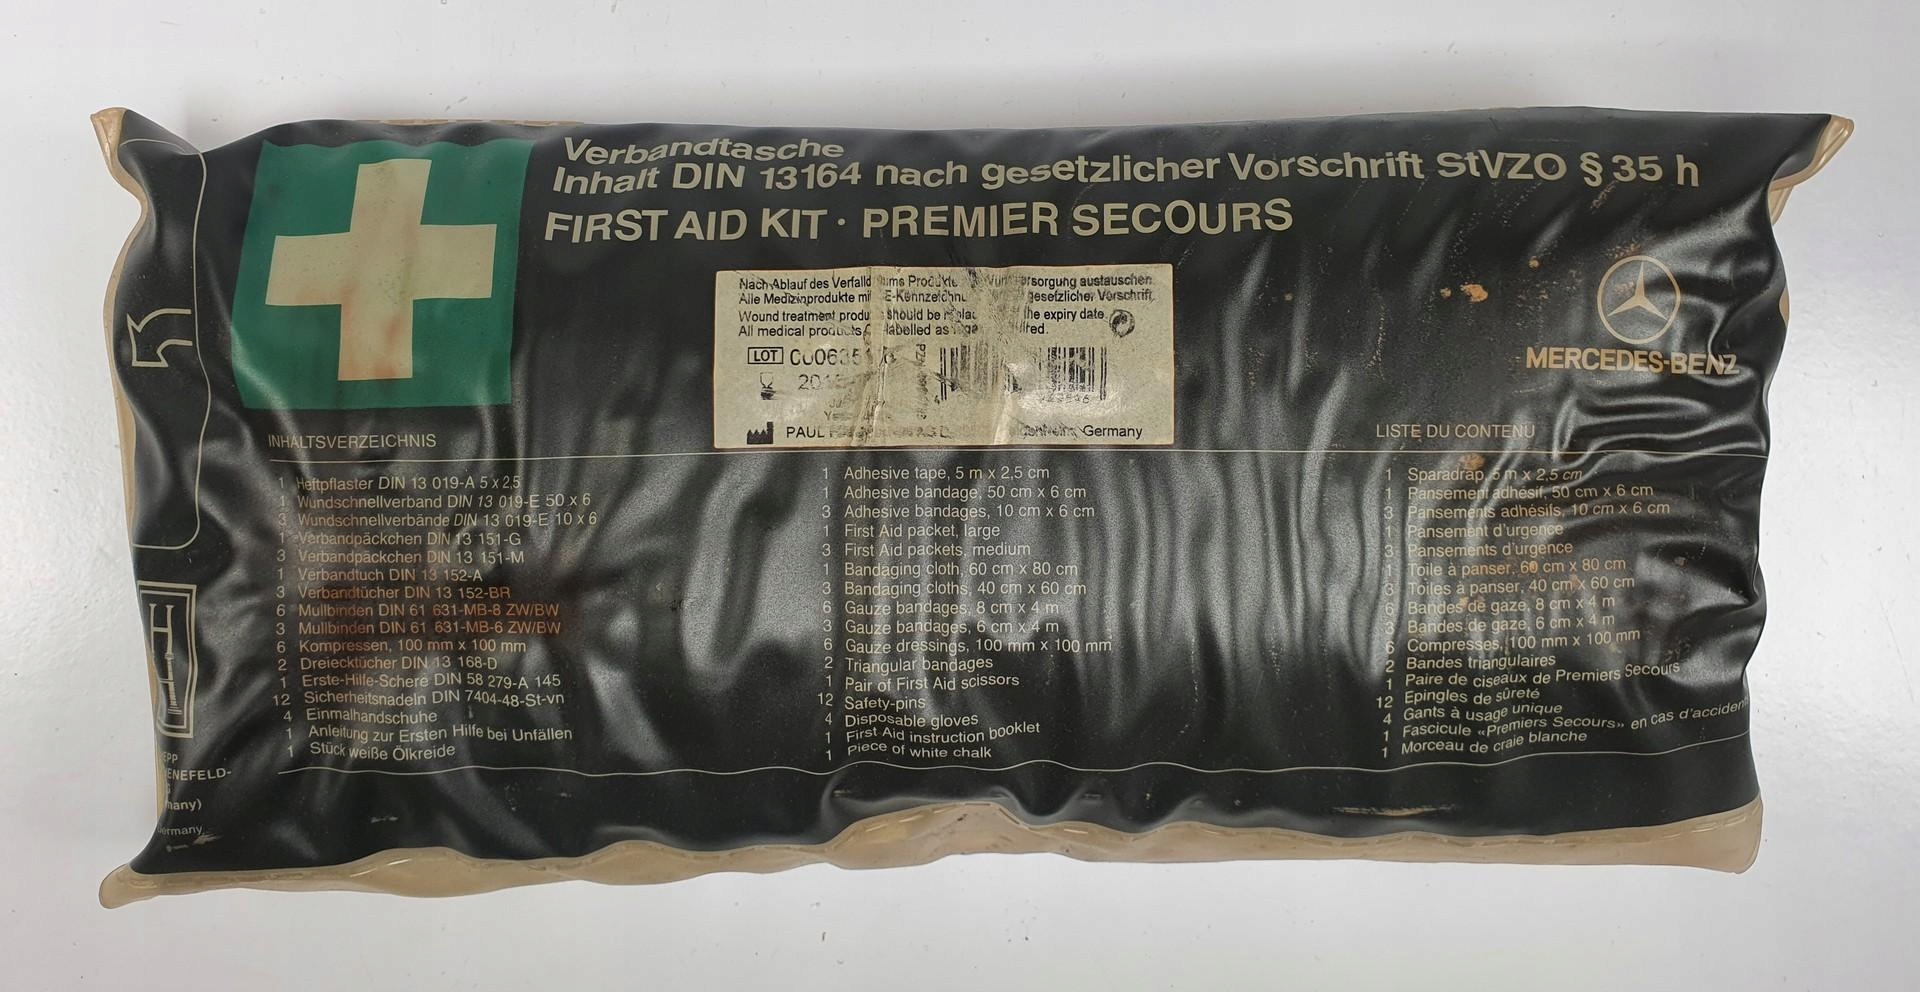 Verbandtasche
Inhalt DIN 13164 nach gesetzlicher Vorschrift StVZO § 35 h
FIRST AID KIT · PREMIER SECOURS
Nach Ablauf des Produkte austauschen
Alle Medizinprodukte gesetzlicher Vorschrift
Wound treatment should be the expiry date
All medical products labelled as
LOT
PAUL Germany
MERCEDES-BENZ
INHALTSVERZEICHNIS
1 Heftpflaster DIN 13 019-A 5 x 2,5
1 Wundschnellverband DIN 13 019-E 50 x 6
3 Wundschnellverbände DIN 13 019-E 10 x 6
1 Verbandpäckchen DIN 13 151-G
3 Verbandpäckchen DIN 13 151-M
1 Verbandtuch DIN 13 152-A
3 Verbandtücher DIN 13 152-BR
6 Mullbinden DIN 61 631-MB-8 ZW/BW
3 Mullbinden DIN 61 631-MB-6 ZW/BW
6 Kompressen, 100 mm x 100 mm
2 Dreiecktücher DIN 13 168-D
1 Erste-Hilfe-Schere DIN 58 279-A 145
12 Sicherheitsnadeln DIN 7404-48-St-vn
4 Einmalhandschuhe
1 Anleitung zur Ersten Hilfe bei Unfällen
1 Stück weiße Ölkreide
1 Adhesive tape, 5 m x 2,5 cm
1 Adhesive bandage, 50 cm x 6 cm
3 Adhesive bandages, 10 cm x 6 cm
1 First Aid packet, large
3 First Aid packets, medium
1 Bandaging cloth, 60 cm x 80 cm
3 Bandaging cloths, 40 cm x 60 cm
6 Gauze bandages, 8 cm x 4 m
3 Gauze bandages, 6 cm x 4 m
6 Gauze dressings, 100 mm x 100 mm
2 Triangular bandages
1 Pair of First Aid scissors
12 Safety-pins
4 Disposable gloves
1 First Aid instruction booklet
1 Piece of white chalk
LISTE DU CONTENU
1 Sparadrap, 5 m x 2,5 cm
1 Pansement adhésif, 50 cm x 6 cm
3 Pansements adhésifs, 10 cm x 6 cm
1 Pansement d'urgence
3 Pansements d'urgence
1 Toile à panser, 60 cm x 80 cm
3 Toiles à panser, 40 cm x 60 cm
6 Bandes de gaze, 8 cm x 4 m
3 Bandes de gaze, 6 cm x 4 m
6 Compresses, 100 mm x 100 mm
2 Bandes triangulaires
1 Paire de ciseaux de Premiers Secours
12 Epingles de sûreté
4 Gants à usage unique
1 Fascicule «Premiers Secours» en cas d'accident
1 Morceau de craie blanche